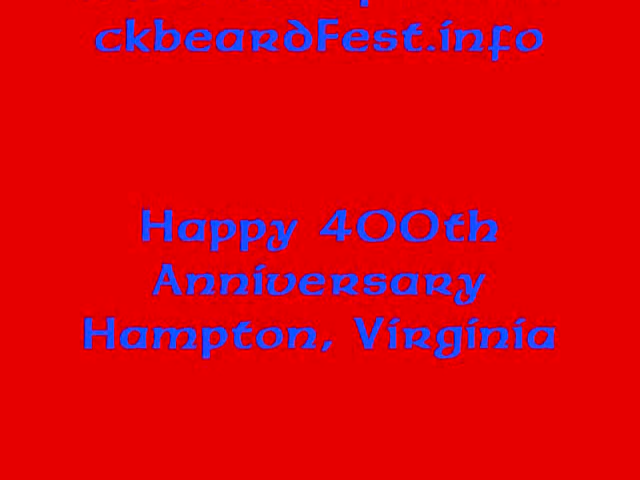 ckbeardFest.info
Happy 400th
Anniversary
Hampton, Virginia